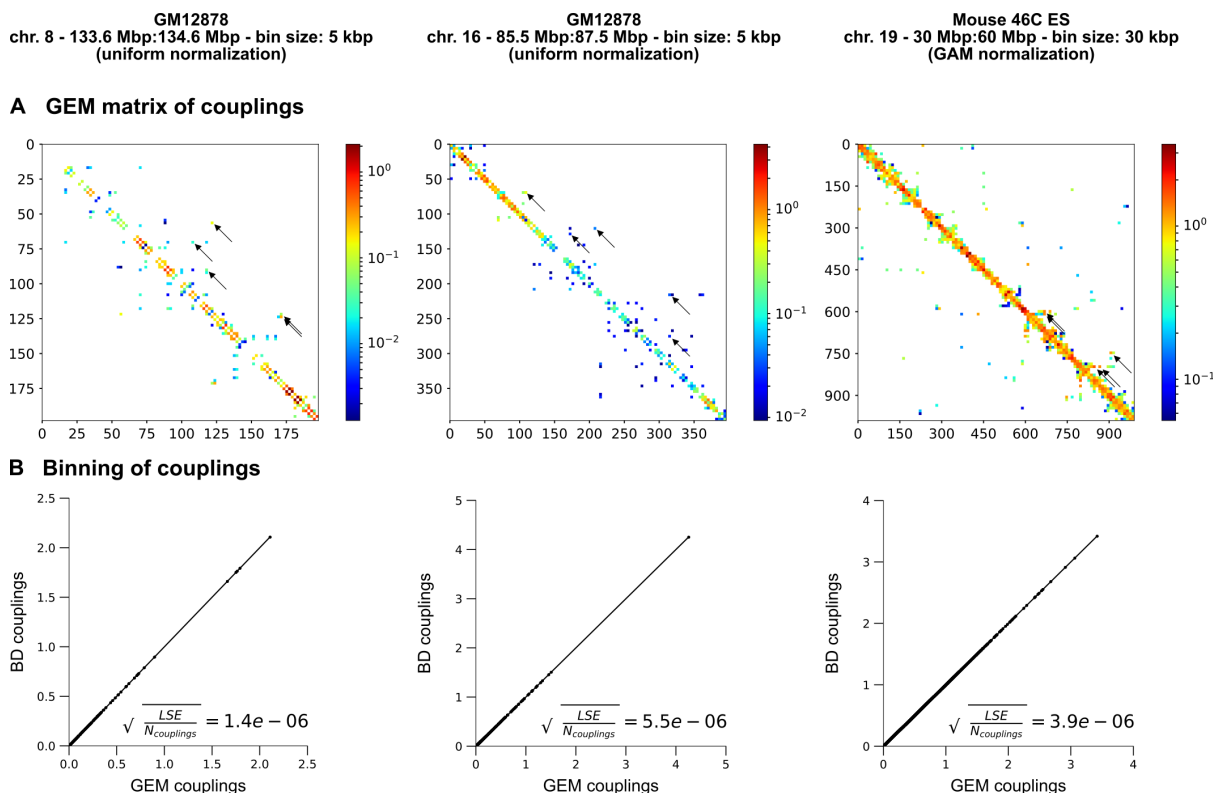 GM12878
chr. 8 - 133.6 Mbp:134.6 Mbp - bin size: 5 kbp
(uniform normalization)
GM12878
chr. 16 - 85.5 Mbp:87.5 Mbp - bin size: 5 kbp
(uniform normalization)
Mouse 46C ES
chr. 19 - 30 Mbp:60 Mbp - bin size: 30 kbp
(GAM normalization)
A GEM matrix of couplings
0
25
50
75
100
125
150
175
0 25 50 75 100 125 150 175
10^0
10^-1
10^-2
0
50
100
150
200
250
300
350
0 50 100 150 200 250 300 350
10^0
10^-1
10^-2
0
150
300
450
600
750
900
0 150 300 450 600 750 900
10^0
10^-1
B Binning of couplings
BD couplings
2.5
2.0
1.5
1.0
0.5
0.0
√ LSE/N_couplings = 1.4e − 06
0.0 0.5 1.0 1.5 2.0 2.5
GEM couplings
BD couplings
5
4
3
2
1
0
√ LSE/N_couplings = 5.5e − 06
0 1 2 3 4 5
GEM couplings
BD couplings
4
3
2
1
0
√ LSE/N_couplings = 3.9e − 06
0 1 2 3 4
GEM couplings